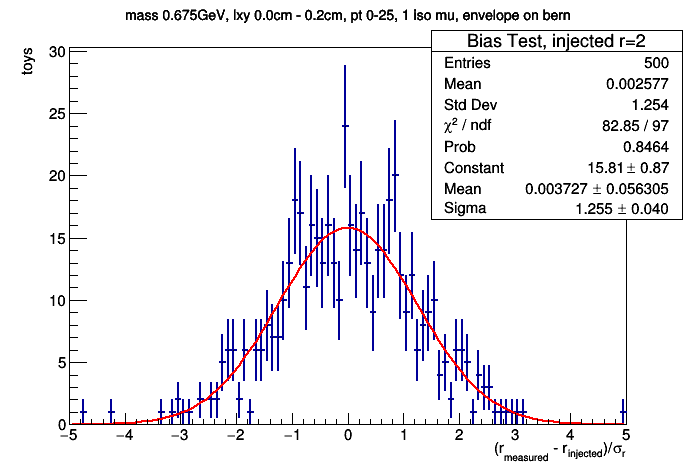 mass 0.675GeV, lxy 0.0cm - 0.2cm, pt 0-25, 1 Iso mu, envelope on bern
Bias Test, injected r=2
Entries 500
Mean 0.002577
Std Dev 1.254
χ² / ndf 82.85 / 97
Prob 0.8464
Constant 15.81 ± 0.87
Mean 0.003727 ± 0.056305
Sigma 1.255 ± 0.040
toys
30
25
20
15
10
5
0
−5 −4 −3 −2 −1 0 1 2 3 4 5
(r_measured - r_injected)/σ_r